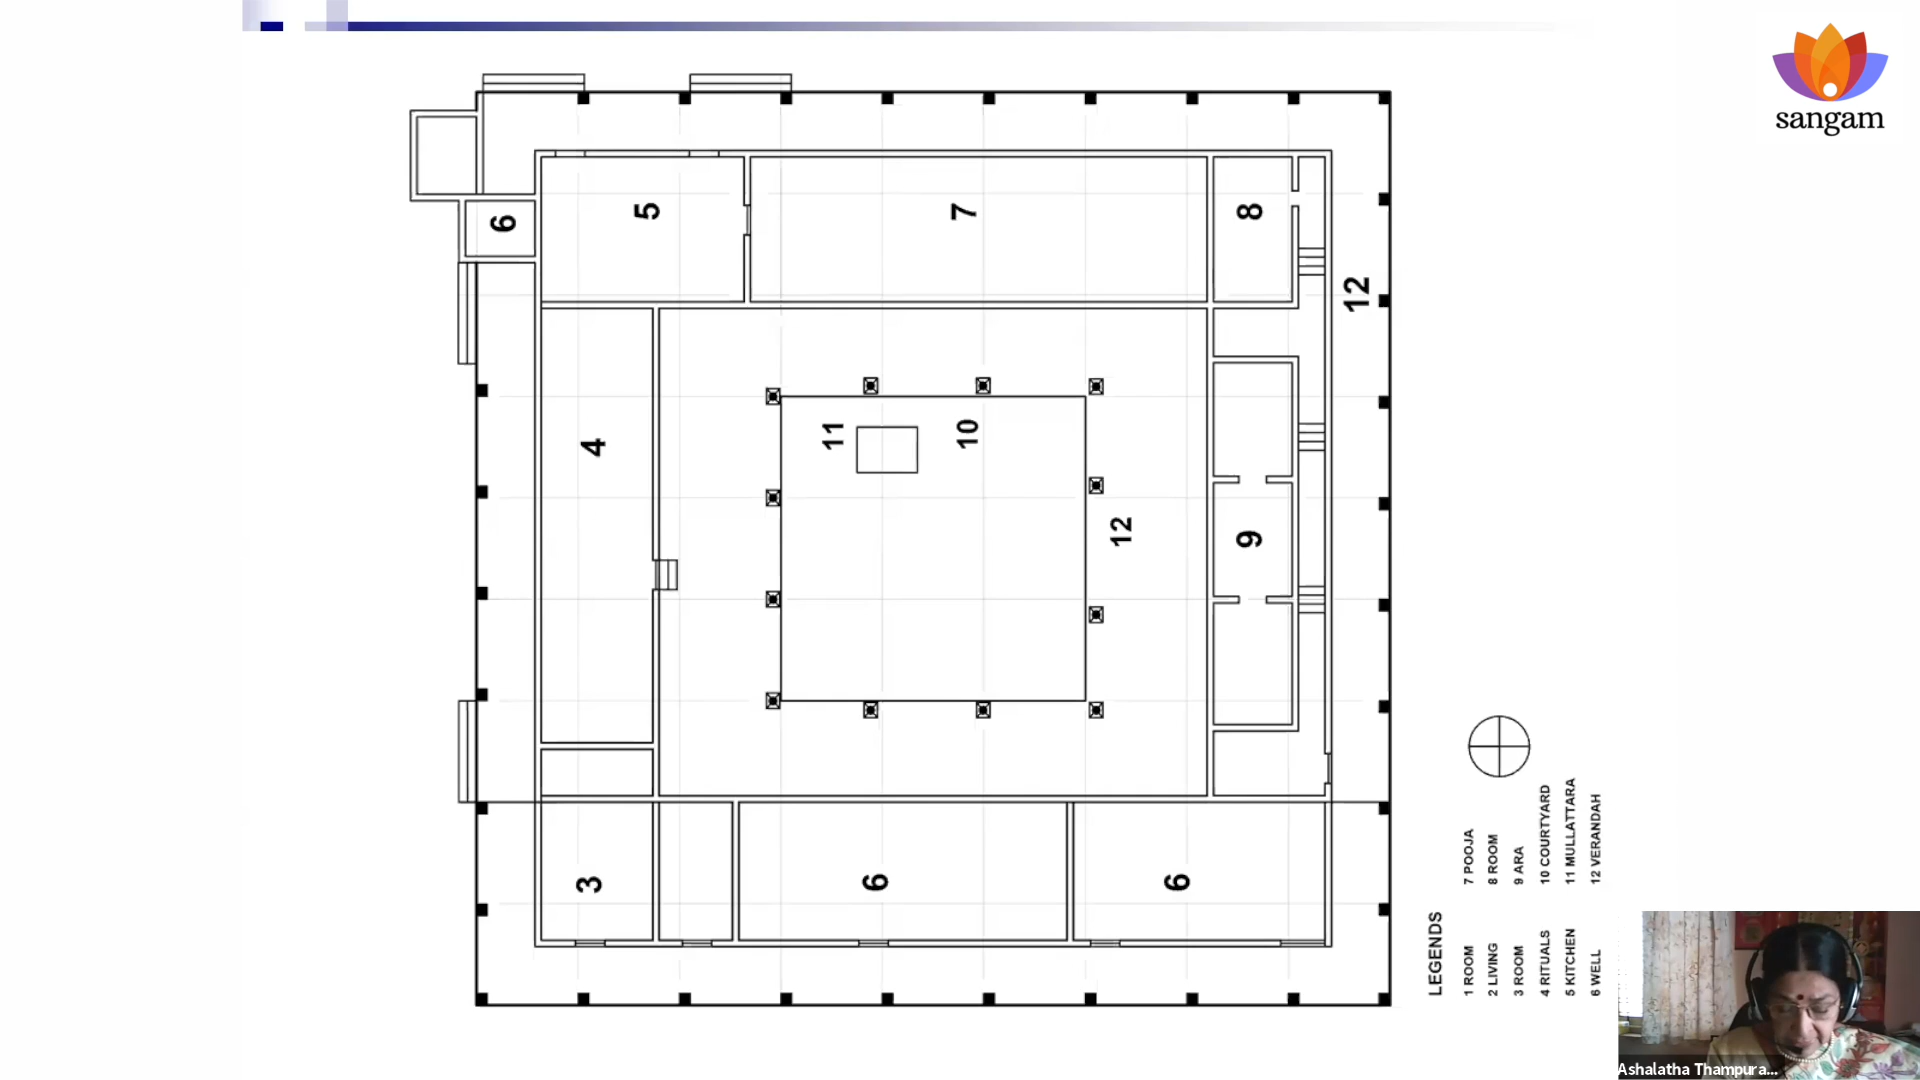 sangam
6
5
7
8
12
4
11
10
12
9
3
6
6
LEGENDS
1 ROOM
2 LIVING
3 ROOM
4 RITUALS
5 KITCHEN
6 WELL
7 POOJA
8 ROOM
9 ARA
10 COURTYARD
11 MULLATTARA
12 VERANDAH
Ashalatha Thampura...